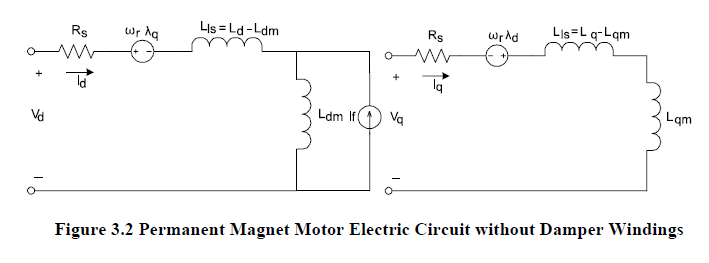 Rs ωr λq Lls = Ld - Ldm
+ - 
+ Id
Vd
Ldm If
−
Rs ωr λd Lls=L q-Lqm
- +
+ Iq
Vq
Lqm
−
Figure 3.2 Permanent Magnet Motor Electric Circuit without Damper Windings